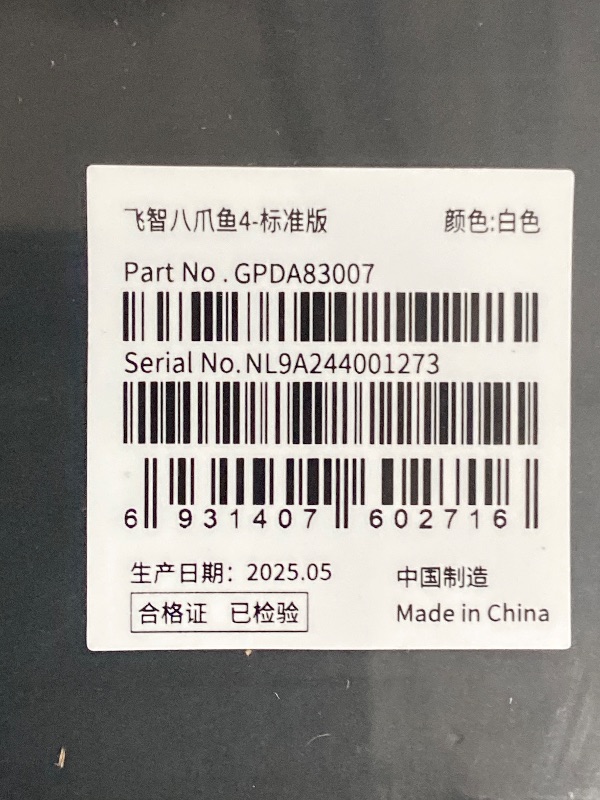 飞智八爪鱼4-标准版 颜色:白色
Part No . GPDA83007
Serial No. NL9A244001273
6 931407 602716
生产日期：2025.05 中国制造
合格证 已检验 Made in China